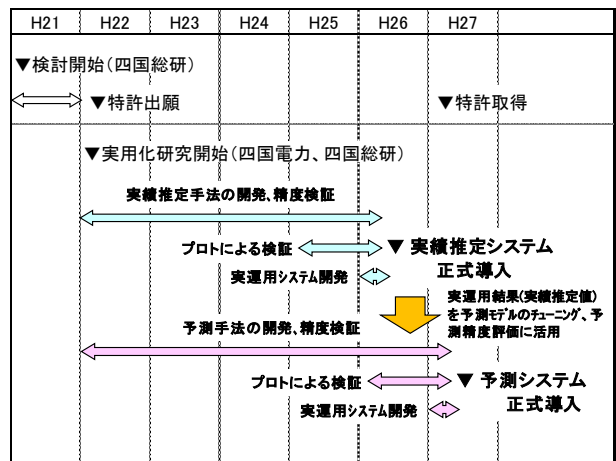 H21 H22 H23 H24 H25 H26 H27
▼検討開始(四国総研)
▼特許出願 ▼特許取得
▼実用化研究開始(四国電力、四国総研)
実績推定手法の開発、精度検証
プロトによる検証 ▼ 実績推定システム
正式導入
実運用システム開発
実運用結果(実績推定値)
を予測モデルのチューニング、予
測精度評価に活用
予測手法の開発、精度検証
プロトによる検証 ▼ 予測システム
正式導入
実運用システム開発